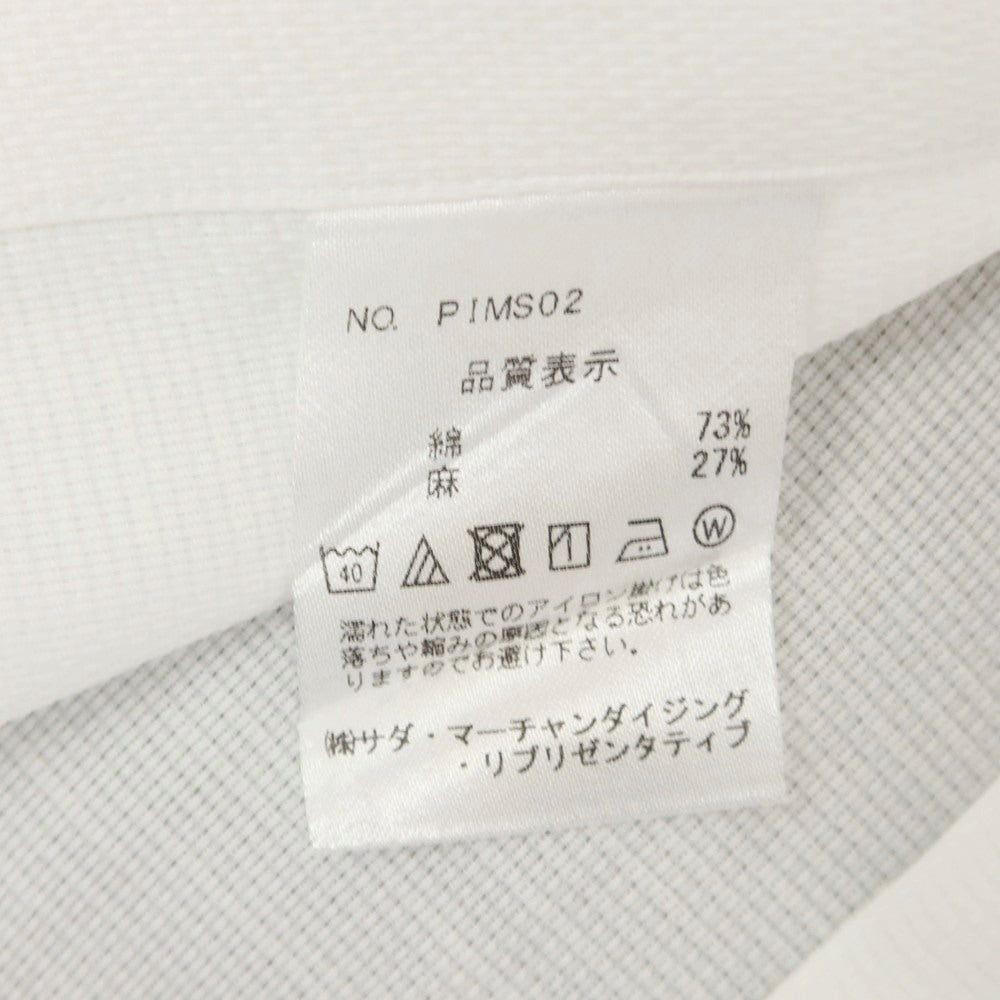 NO. PIMS02
品質表示
綿 73%
麻 27%
40 W
濡れた状態でのアイロン掛けは色
落ちや縮みの原因となる恐れがあ
りますのでお避け下さい。
㈱サダ・マーチャンダイジング
・リプリゼンタティブ